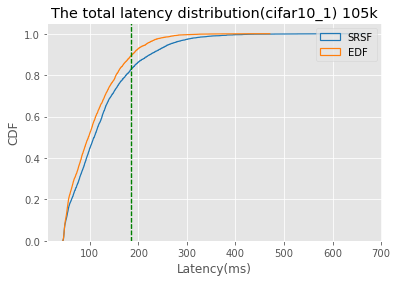 The total latency distribution(cifar10_1) 105k
1.0
0.8
0.6
0.4
0.2
0.0
CDF
SRSF
EDF
100 200 300 400 500 600 700
Latency(ms)